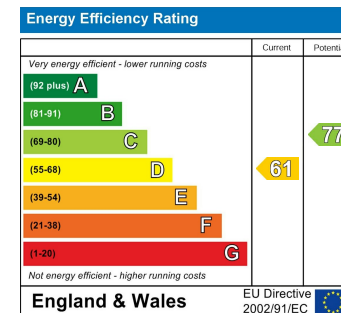 Energy Efficiency Rating
Current
Very energy efficient - lower running costs
(92 plus) A
(81-91) B
(69-80) C
77
(55-68) D
61
(39-54) E
(21-38) F
(1-20) G
Not energy efficient - higher running costs
England & Wales
EU Directive
2002/91/EC